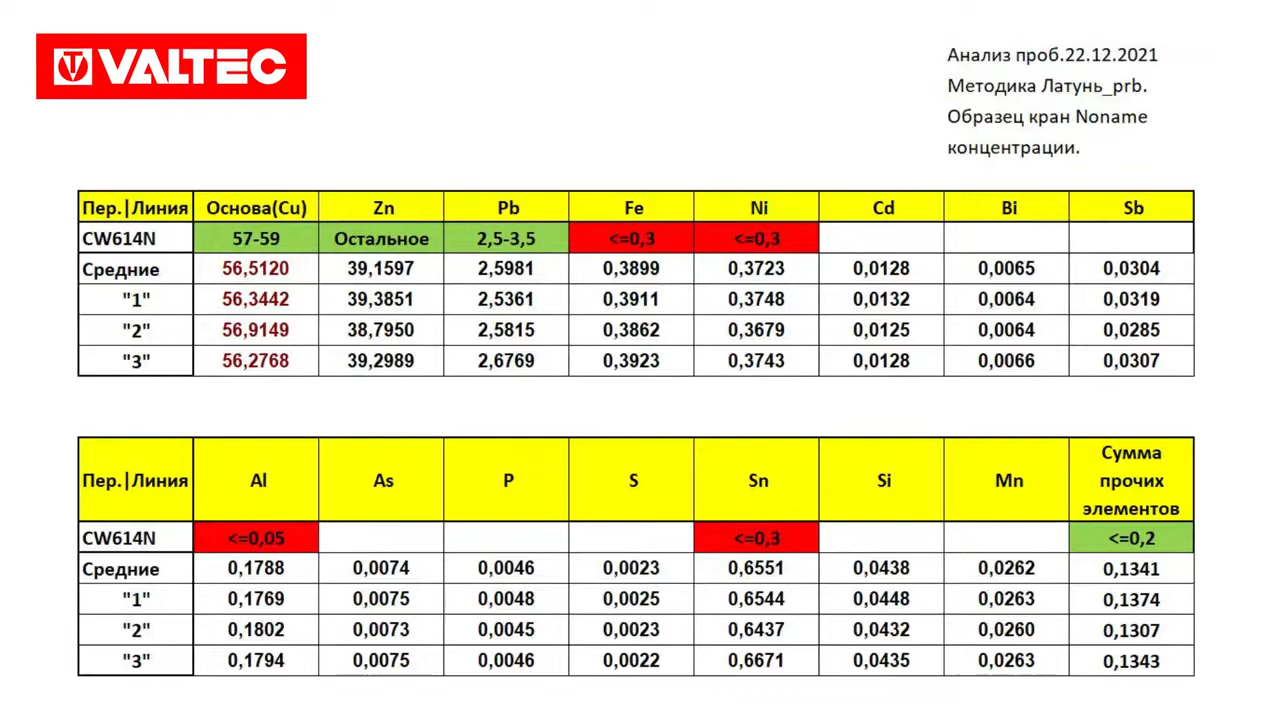 VALTEC
Анализ проб.22.12.2021
Методика Латунь_prb.
Образец кран Noname
концентрации.
Пер.|Линия Основа(Cu) Zn Pb Fe Ni Cd Bi Sb
CW614N 57-59 Остальное 2,5-3,5 <=0,3 <=0,3
Средние 56,5120 39,1597 2,5981 0,3899 0,3723 0,0128 0,0065 0,0304
"1" 56,3442 39,3851 2,5361 0,3911 0,3748 0,0132 0,0064 0,0319
"2" 56,9149 38,7950 2,5815 0,3862 0,3679 0,0125 0,0064 0,0285
"3" 56,2768 39,2989 2,6769 0,3923 0,3743 0,0128 0,0066 0,0307
Сумма
Пер.|Линия Al As P S Sn Si Mn прочих
элементов
CW614N <=0,05 <=0,3 <=0,2
Средние 0,1788 0,0074 0,0046 0,0023 0,6551 0,0438 0,0262 0,1341
"1" 0,1769 0,0075 0,0048 0,0025 0,6544 0,0448 0,0263 0,1374
"2" 0,1802 0,0073 0,0045 0,0023 0,6437 0,0432 0,0260 0,1307
"3" 0,1794 0,0075 0,0046 0,0022 0,6671 0,0435 0,0263 0,1343